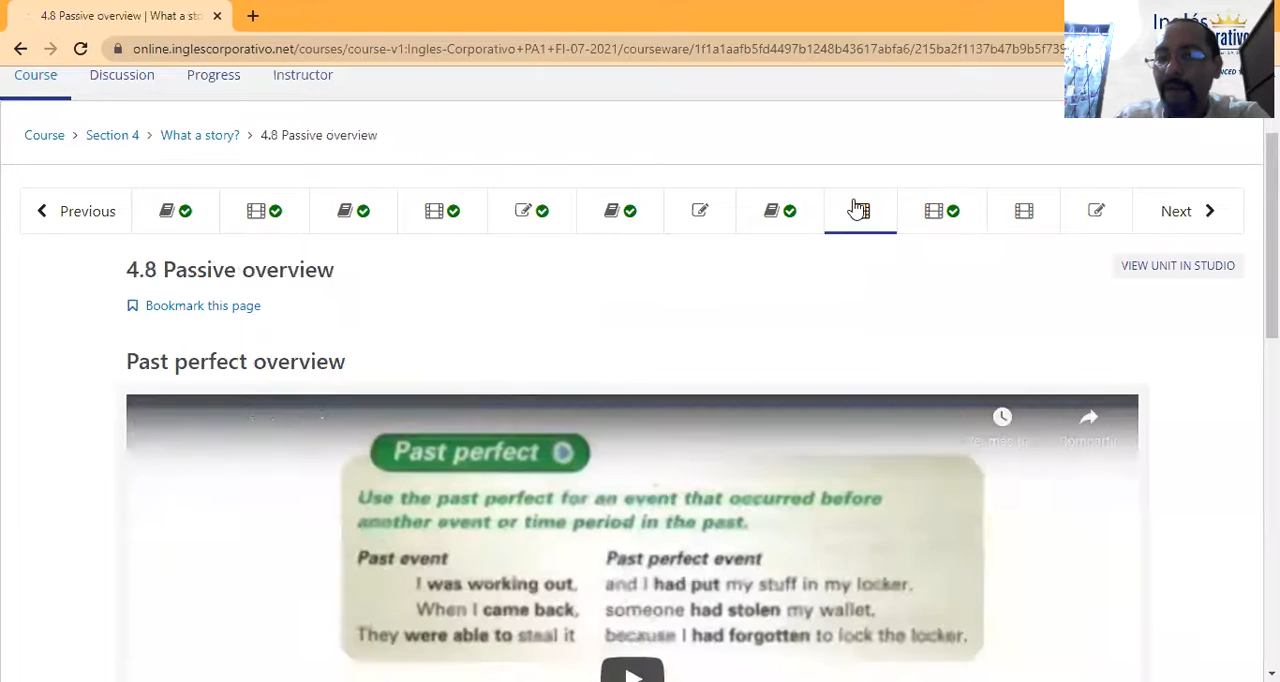 4.8 Passive overview | What a sto
online.inglescorporativo.net/courses/course-v1:Ingles-Corporativo+PA1+FI-07-2021/courseware/1f1a1aafb5fd4497b1248b43617abfa6/215ba2f1137b47b9b5f739
Course Discussion Progress Instructor
Course > Section 4 > What a story? > 4.8 Passive overview
Previous
Next
4.8 Passive overview
VIEW UNIT IN STUDIO
Bookmark this page
Past perfect overview
Compartir
Past perfect
Use the past perfect for an event that occurred before
another event or time period in the past.
Past event Past perfect event
I was working out, and I had put my stuff in my locker.
When I came back, someone had stolen my wallet.
They were able to steal it because I had forgotten to lock the locker.